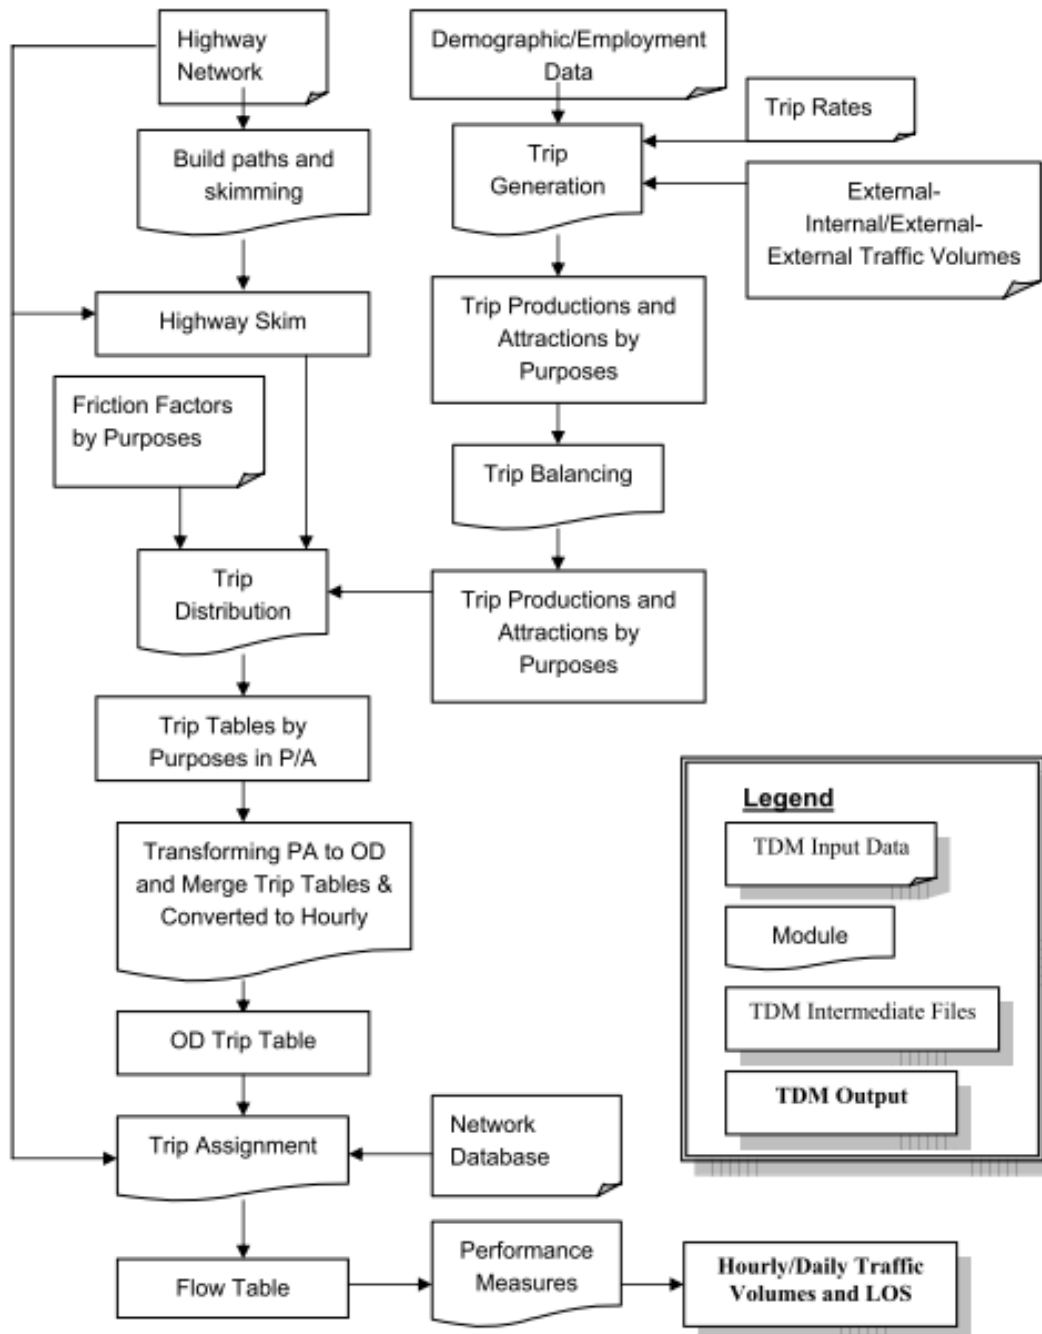 Highway
Network
Demographic/Employment
Data
Trip Rates
Build paths and
skimming
Trip
Generation
External-
Internal/External-
External Traffic Volumes
Highway Skim
Trip Productions and
Attractions by
Purposes
Friction Factors
by Purposes
Trip Balancing
Trip
Distribution
Trip Productions and
Attractions by
Purposes
Trip Tables by
Purposes in P/A
Transforming PA to OD
and Merge Trip Tables &
Converted to Hourly
OD Trip Table
Trip Assignment
Network
Database
Flow Table
Performance
Measures
Hourly/Daily Traffic
Volumes and LOS
Legend
TDM Input Data
Module
TDM Intermediate Files
TDM Output